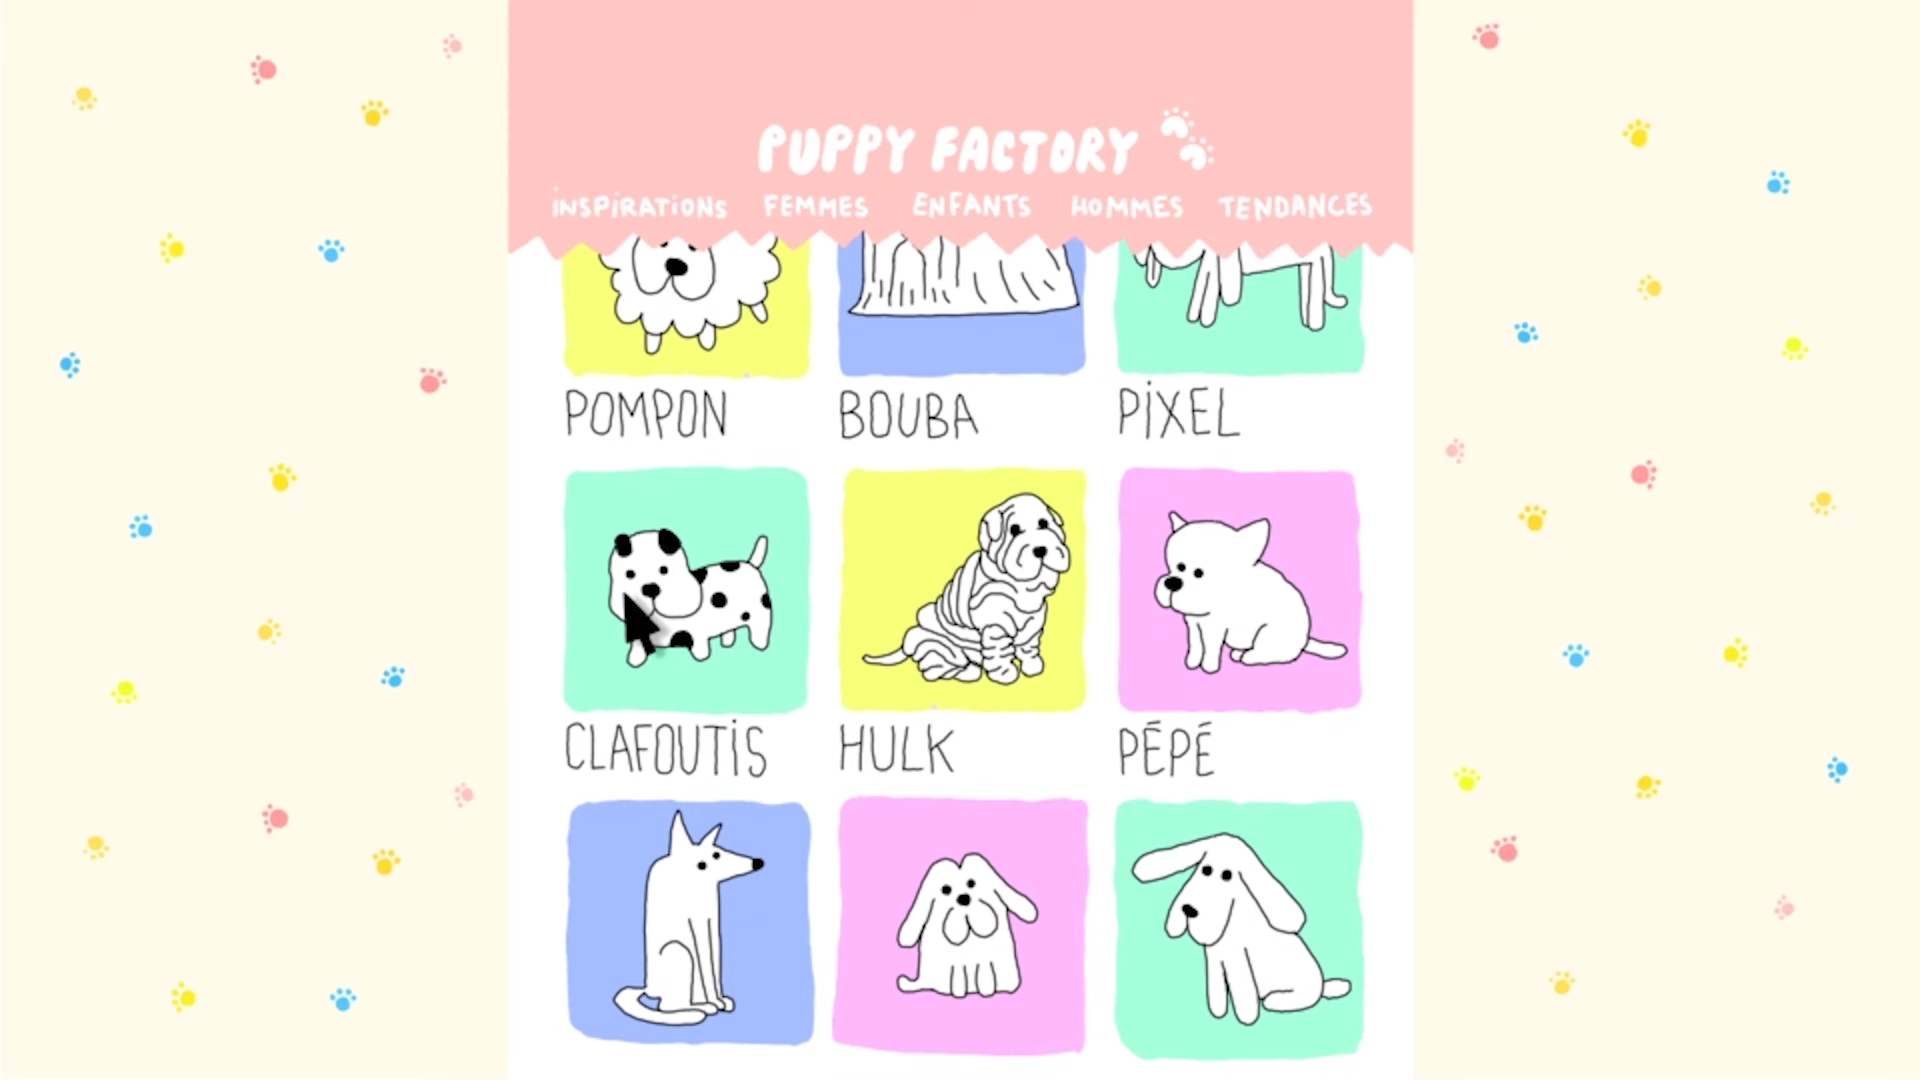 PUPPY FACTORY
INSPIRATIONS FEMMES ENFANTS HOMMES TENDANCES
POMPON BOUBA PIXEL
CLAFOUTIS HULK PÉPÉ